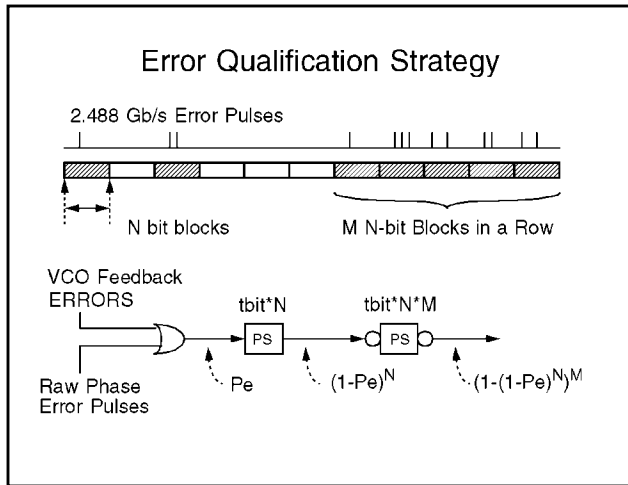 Error Qualification Strategy
2.488 Gb/s Error Pulses
N bit blocks
M N-bit Blocks in a Row
VCO Feedback
ERRORS
tbit*N
tbit*N*M
PS
PS
Raw Phase
Error Pulses
Pe
(1-Pe)^N
(1-(1-Pe)^N)^M